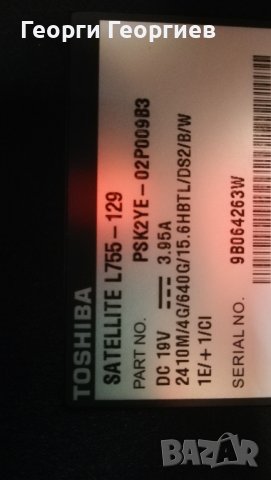 Георги Георгиев
TOSHIBA
SATELLITE L755-129
PART NO. PSK2YE-02P009B3
DC 19V ⎓ 3.95A
2410M/4G/640G/15.6HBTL/DS2/B/W
1E/+1/CI
SERIAL NO. 9B064263W
BAZAR